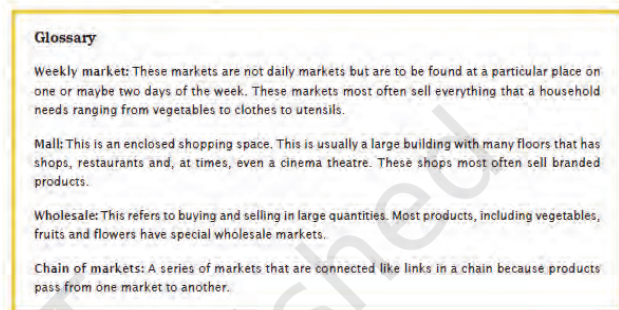 Glossary
Weekly market: These markets are not daily markets but are to be found at a particular place on
one or maybe two days of the week. These markets most often sell everything that a household
needs ranging from vegetables to clothes to utensils.
Mall: This is an enclosed shopping space. This is usually a large building with many floors that has
shops, restaurants and, at times, even a cinema theatre. These shops most often sell branded
products.
Wholesale: This refers to buying and selling in large quantities. Most products, including vegetables,
fruits and flowers have special wholesale markets.
Chain of markets: A series of markets that are connected like links in a chain because products
pass from one market to another.